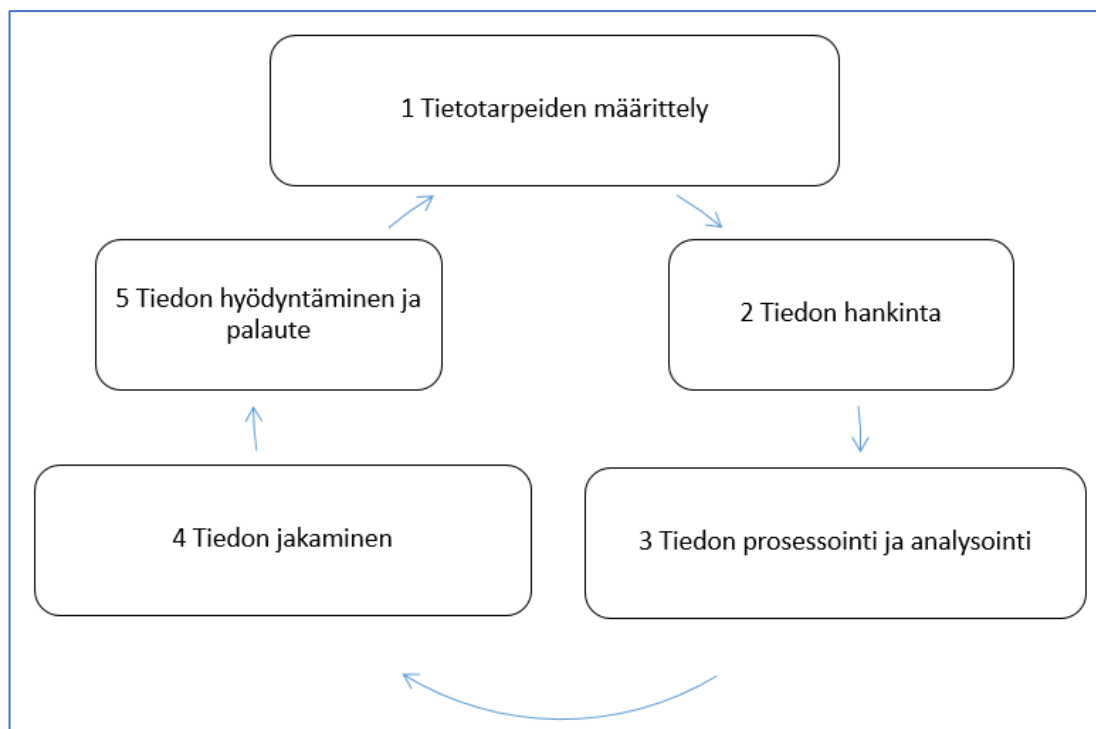 1 Tietotarpeiden määrittely
2 Tiedon hankinta
3 Tiedon prosessointi ja analysointi
4 Tiedon jakaminen
5 Tiedon hyödyntäminen ja
palaute